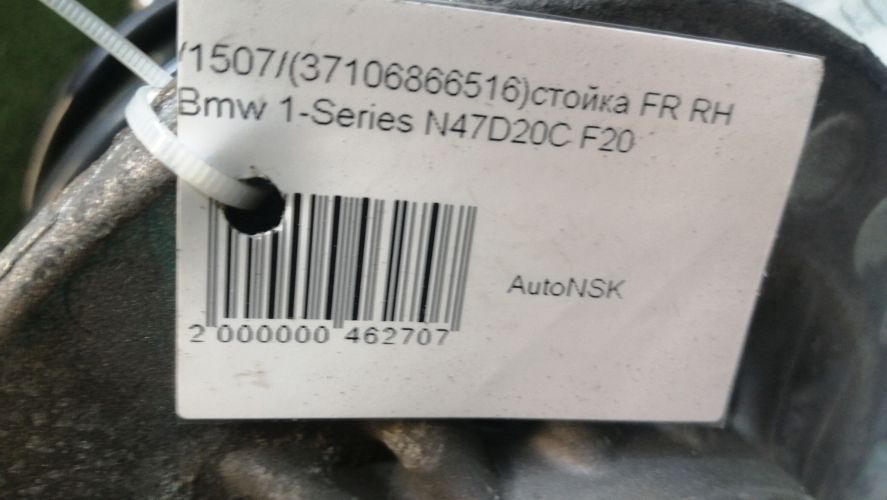 /1507/(37106866516)стойка FR RH
Bmw 1-Series N47D20C F20
AutoNSK
2 000000 462707